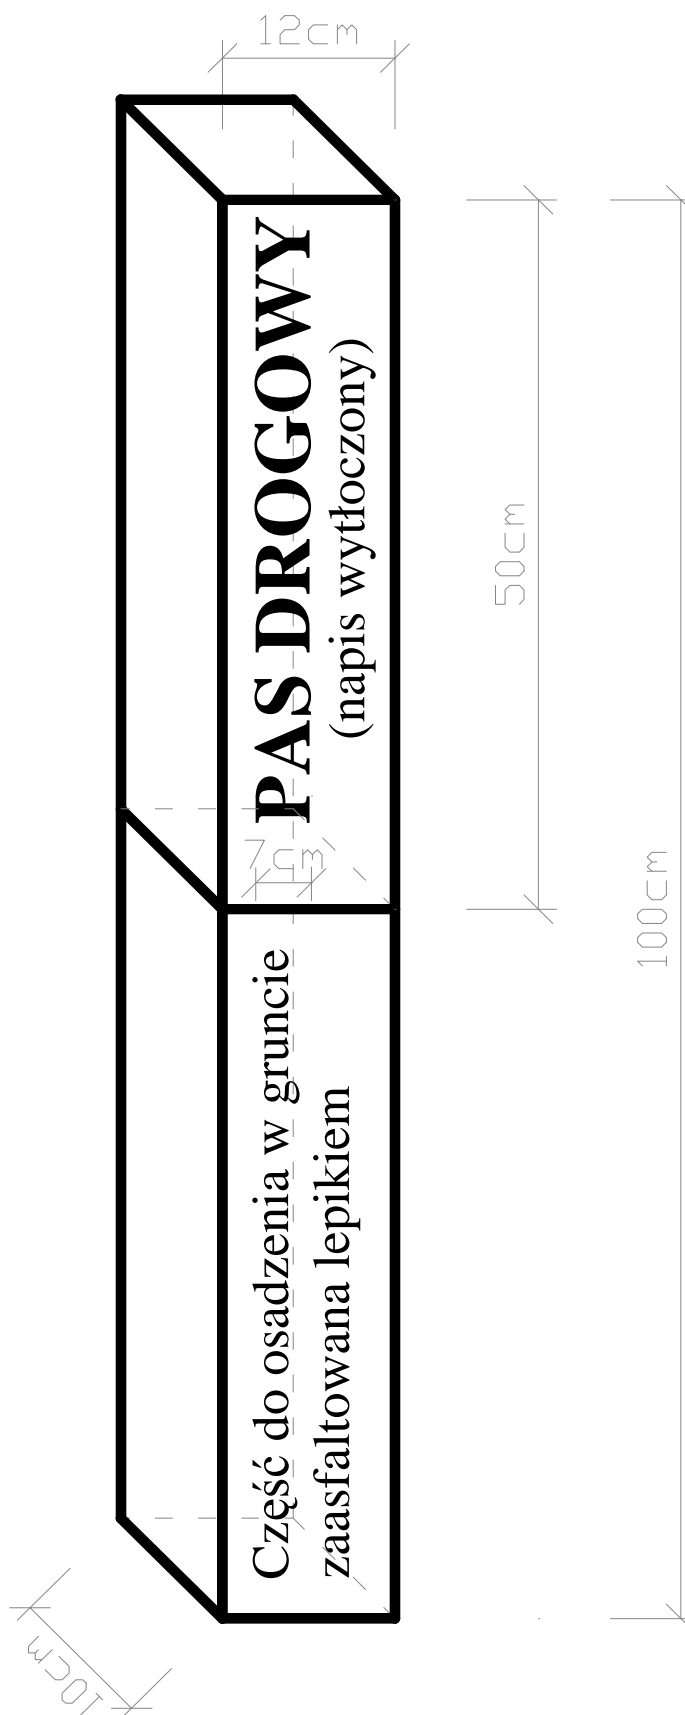 12cm
PAS DROGOWY
(napis wytłoczony)
50cm
7cm
100cm
Część do osadzenia w gruncie
zaasfaltowana lepikiem
10cm